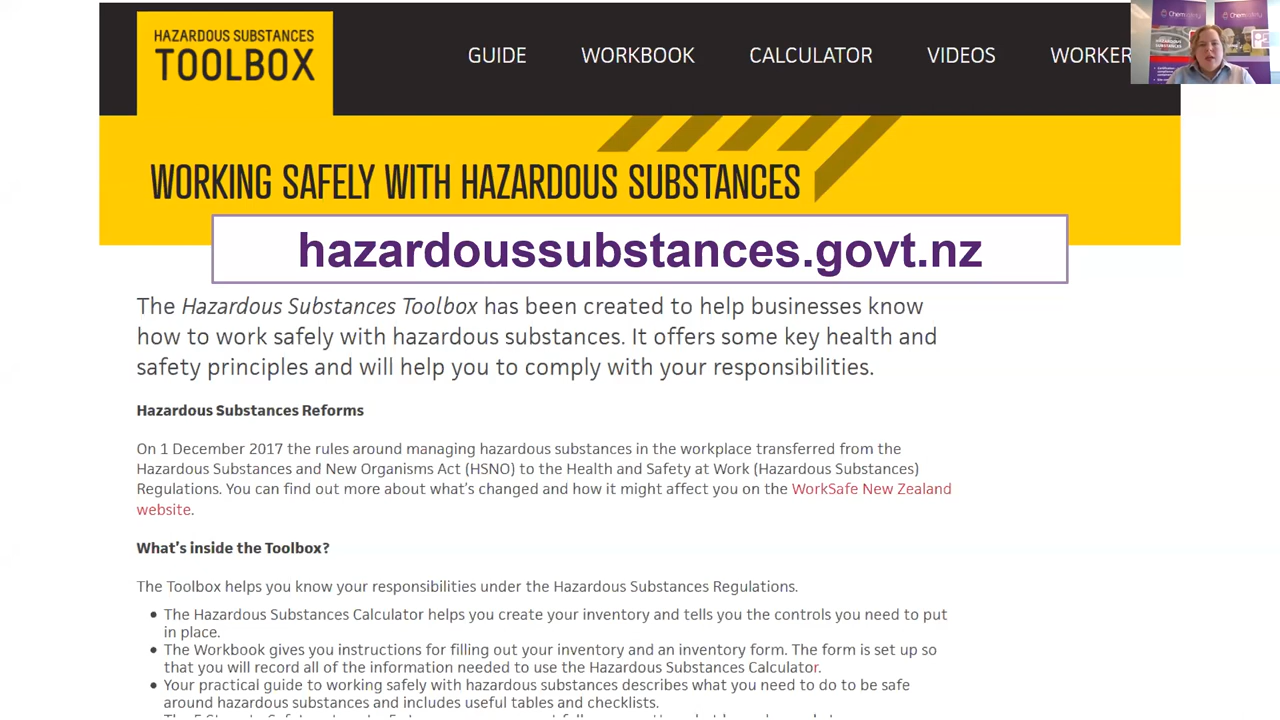 HAZARDOUS SUBSTANCES
TOOLBOX
GUIDE WORKBOOK CALCULATOR VIDEOS WORKER
WORKING SAFELY WITH HAZARDOUS SUBSTANCES
hazardoussubstances.govt.nz
The Hazardous Substances Toolbox has been created to help businesses know
how to work safely with hazardous substances. It offers some key health and
safety principles and will help you to comply with your responsibilities.
Hazardous Substances Reforms
On 1 December 2017 the rules around managing hazardous substances in the workplace transferred from the
Hazardous Substances and New Organisms Act (HSNO) to the Health and Safety at Work (Hazardous Substances)
Regulations. You can find out more about what's changed and how it might affect you on the WorkSafe New Zealand
website.
What's inside the Toolbox?
The Toolbox helps you know your responsibilities under the Hazardous Substances Regulations.
• The Hazardous Substances Calculator helps you create your inventory and tells you the controls you need to put
in place.
• The Workbook gives you instructions for filling out your inventory and an inventory form. The form is set up so
that you will record all of the information needed to use the Hazardous Substances Calculator.
• Your practical guide to working safely with hazardous substances describes what you need to do to be safe
around hazardous substances and includes useful tables and checklists.